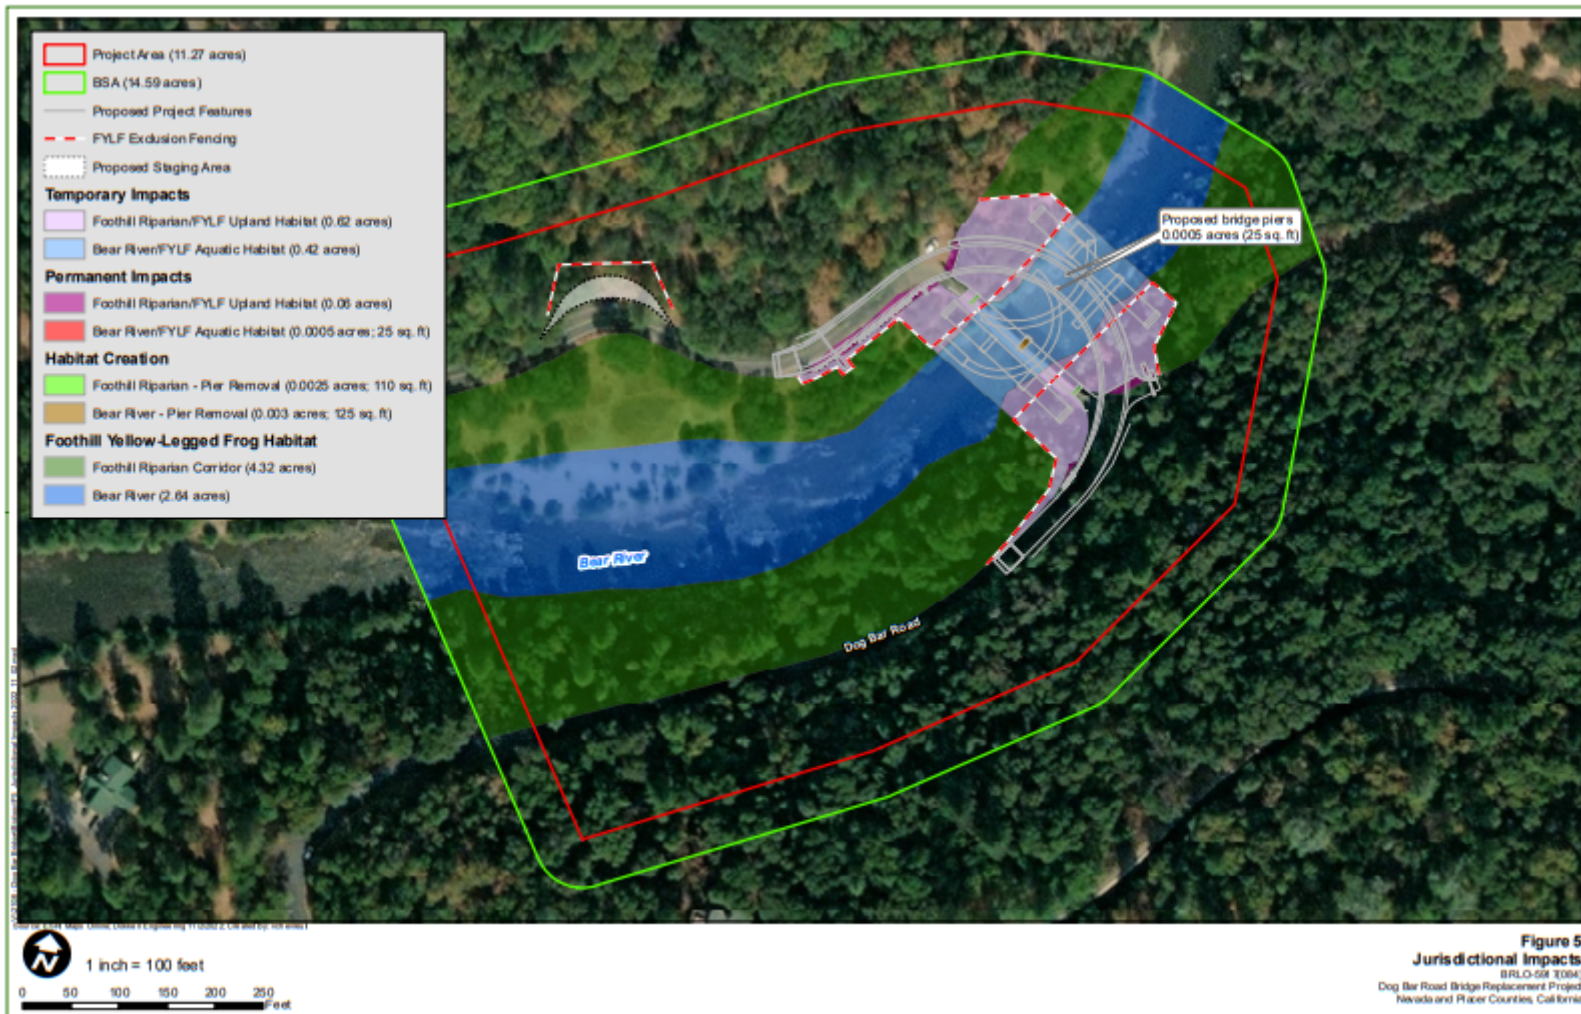 Project Area (11.27 acres)
BSA (14.59 acres)
Proposed Project Features
FYLF Exclusion Fencing
Proposed Staging Area
Temporary Impacts
Foothill Riparian/FYLF Upland Habitat (0.62 acres)
Bear River/FYLF Aquatic Habitat (0.42 acres)
Permanent Impacts
Foothill Riparian/FYLF Upland Habitat (0.06 acres)
Bear River/FYLF Aquatic Habitat (0.0005 acres; 25 sq. ft)
Habitat Creation
Foothill Riparian - Pier Removal (0.0025 acres; 110 sq. ft)
Bear River - Pier Removal (0.003 acres; 125 sq. ft)
Foothill Yellow-Legged Frog Habitat
Foothill Riparian Corridor (4.32 acres)
Bear River (2.64 acres)
Proposed bridge piers
0.0005 acres (25 sq. ft)
Bear River
Dog Bar Road
N
1 inch = 100 feet
0 50 100 150 200 250
Feet
Figure 5
Jurisdictional Impacts
Dog Bar Road Bridge Replacement Project
Nevada and Placer Counties, California